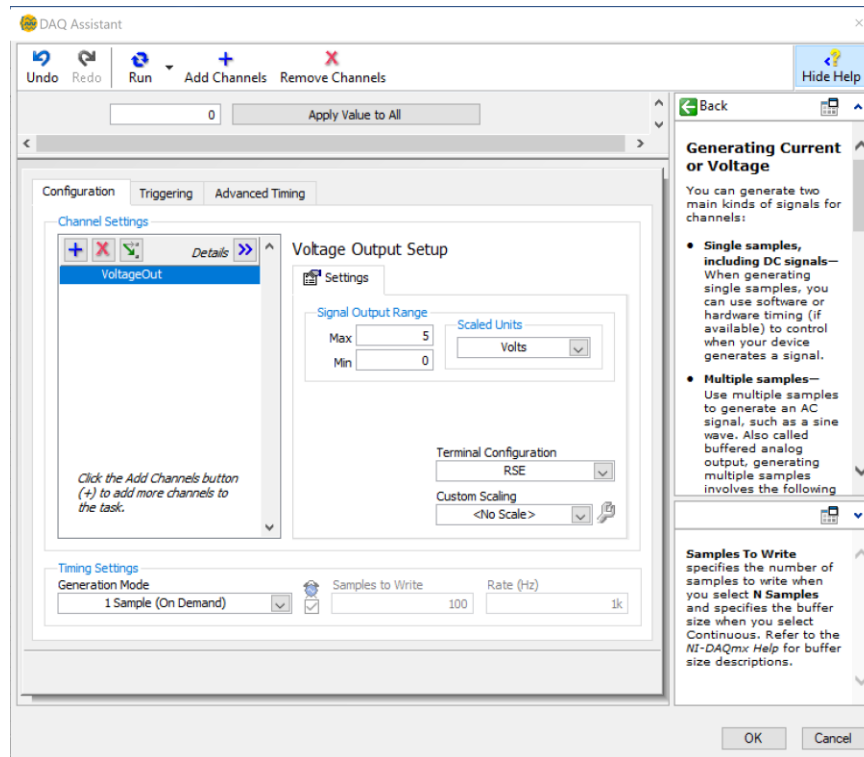 DAQ Assistant
Undo Redo Run Add Channels Remove Channels Hide Help
0 Apply Value to All
Configuration Triggering Advanced Timing
Channel Settings
Details
VoltageOut
Click the Add Channels button
(+) to add more channels to
the task.
Voltage Output Setup
Settings
Signal Output Range
Max 5
Min 0
Scaled Units
Volts
Terminal Configuration
RSE
Custom Scaling
<No Scale>
Timing Settings
Generation Mode
1 Sample (On Demand)
Samples to Write
100
Rate (Hz)
1k
Back
Generating Current
or Voltage
You can generate two
main kinds of signals for
channels:
• Single samples,
including DC signals—
When generating
single samples, you
can use software or
hardware timing (if
available) to control
when your device
generates a signal.
• Multiple samples—
Use multiple samples
to generate an AC
signal, such as a sine
wave. Also called
buffered analog
output, generating
multiple samples
involves the following
Samples To Write
specifies the number of
samples to write when
you select N Samples
and specifies the buffer
size when you select
Continuous. Refer to the
NI-DAQmx Help for buffer
size descriptions.
OK Cancel